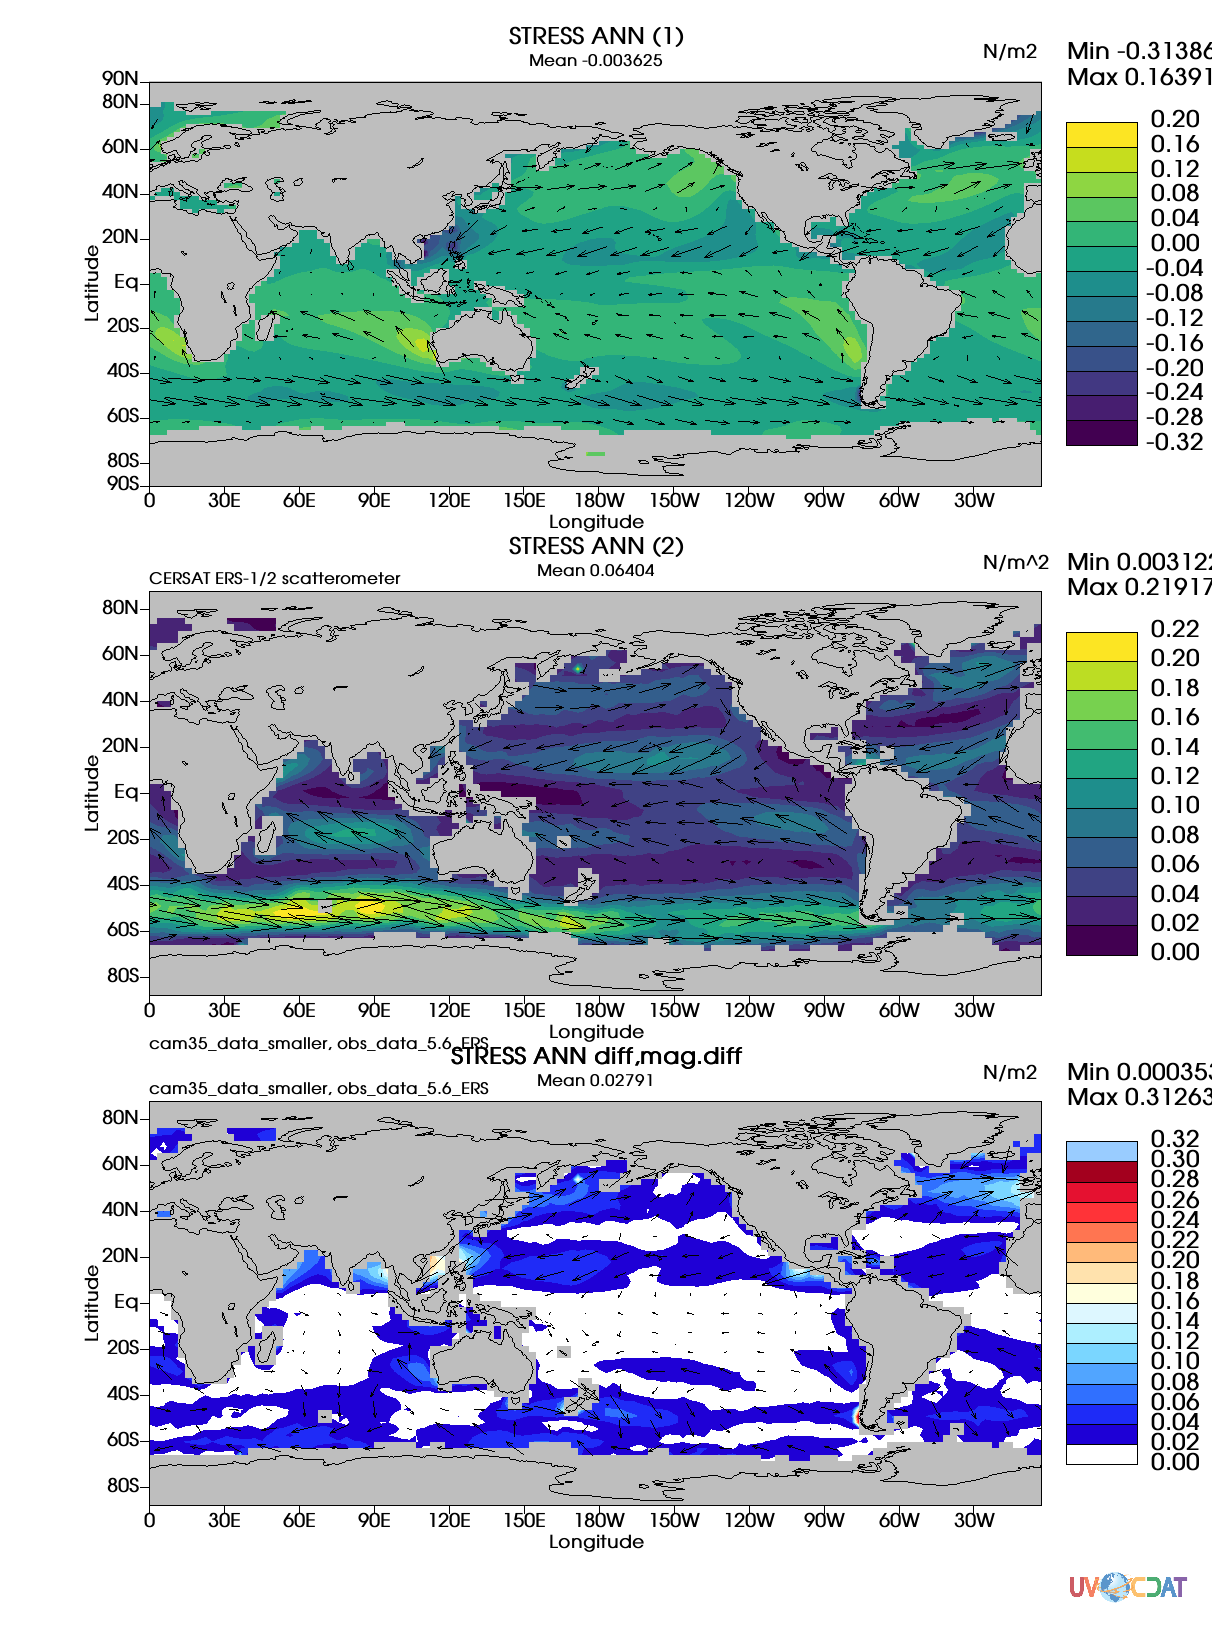 STRESS ANN (1)
Mean -0.003625
N/m2
Min -0.31386
Max 0.16391
90N
80N
60N
40N
20N
Eq
20S
40S
60S
80S
90S
Latitude
0 30E 60E 90E 120E 150E 180W 150W 120W 90W 60W 30W
Longitude
0.20
0.16
0.12
0.08
0.04
0.00
-0.04
-0.08
-0.12
-0.16
-0.20
-0.24
-0.28
-0.32
STRESS ANN (2)
Mean 0.06404
CERSAT ERS-1/2 scatterometer
N/m^2
Min 0.003122
Max 0.21917
80N
60N
40N
20N
Eq
20S
40S
60S
80S
Latitude
0 30E 60E 90E 120E 150E 180W 150W 120W 90W 60W 30W
Longitude
0.22
0.20
0.18
0.16
0.14
0.12
0.10
0.08
0.06
0.04
0.02
0.00
cam35_data_smaller, obs_data_5.6_ERS
STRESS ANN diff,mag.diff
Mean 0.02791
cam35_data_smaller, obs_data_5.6_ERS
N/m2
Min 0.000353
Max 0.31263
80N
60N
40N
20N
Eq
20S
40S
60S
80S
Latitude
0 30E 60E 90E 120E 150E 180W 150W 120W 90W 60W 30W
Longitude
0.32
0.30
0.28
0.26
0.24
0.22
0.20
0.18
0.16
0.14
0.12
0.10
0.08
0.06
0.04
0.02
0.00
UV CDAT